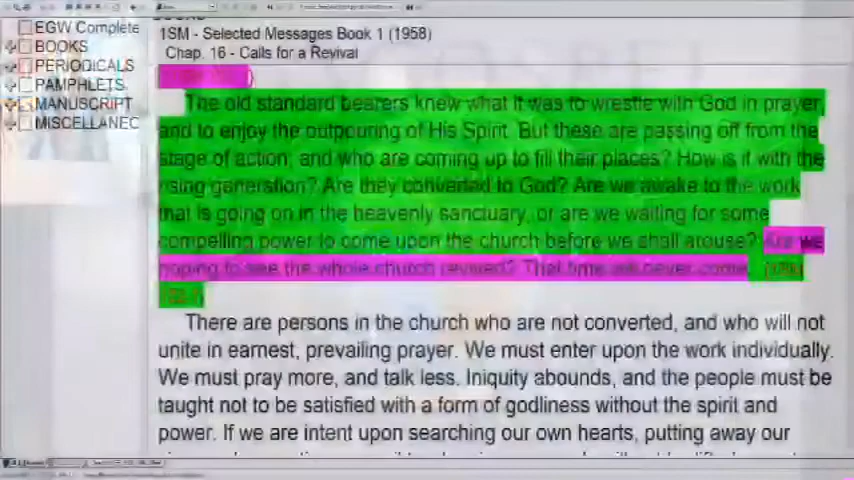 EGW Complete
BOOKS
PERIODICALS
PAMPHLETS
MANUSCRIPT
MISCELLANEC
1SM - Selected Messages Book 1 (1958)
Chap. 16 - Calls for a Revival
The old standard bearers knew what it was to wrestle with God in prayer,
and to enjoy the outpouring of His Spirit. But these are passing off from the
stage of action; and who are coming up to fill their places? How is it with the
rising generation? Are they converted to God? Are we awake to the work
that is going on in the heavenly sanctuary, or are we waiting for some
compelling power to come upon the church before we shall arouse? Are we
hoping to see the whole church revived? That time will never come.
There are persons in the church who are not converted, and who will not
unite in earnest, prevailing prayer. We must enter upon the work individually.
We must pray more, and talk less. Iniquity abounds, and the people must be
taught not to be satisfied with a form of godliness without the spirit and
power. If we are intent upon searching our own hearts, putting away our